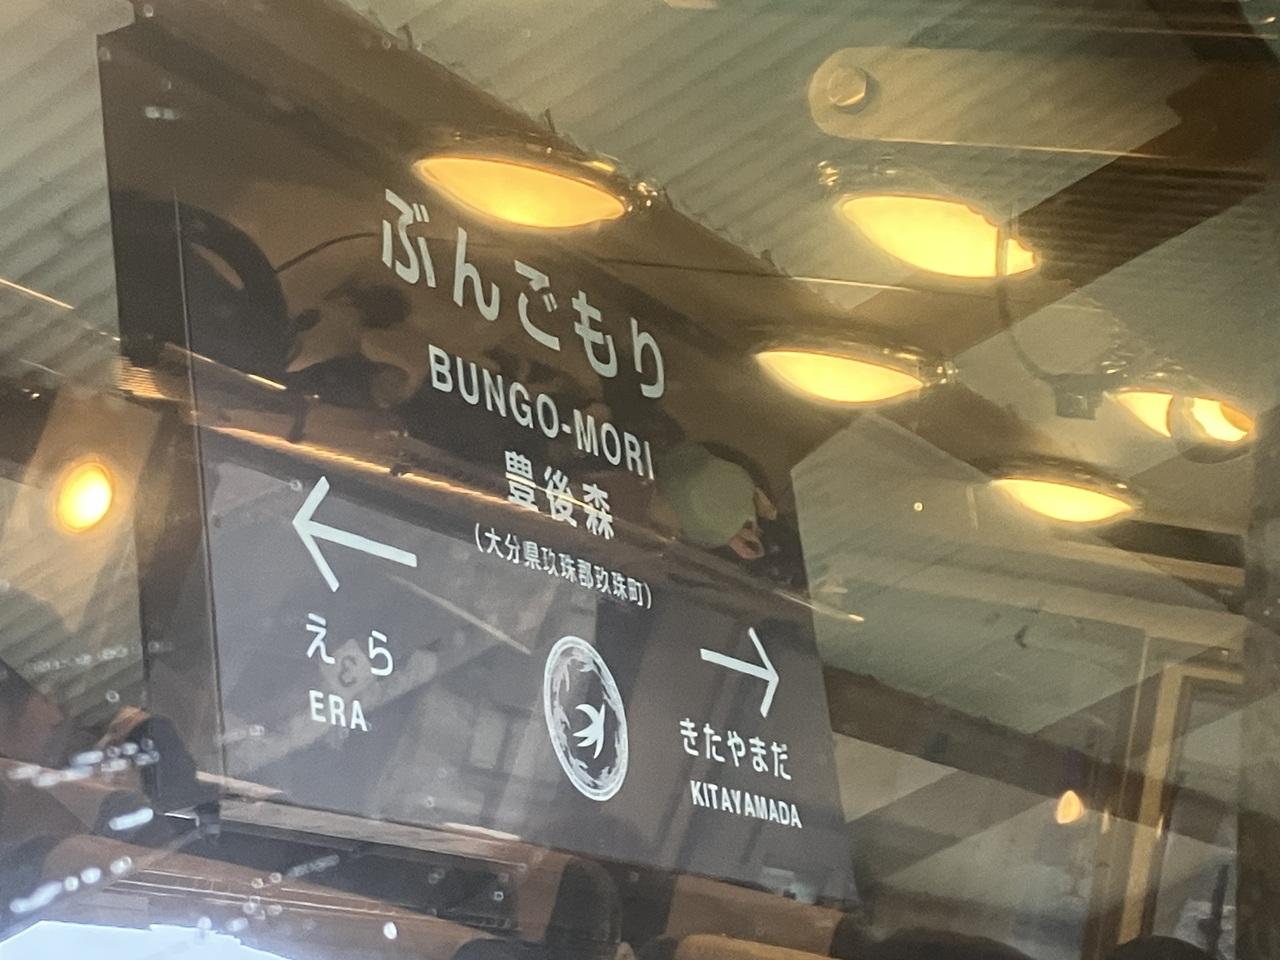 ぶんごもり
BUNGO-MORI
豊後森
(大分県玖珠郡玖珠町)
←
→
えら
ERA
きたやまだ
KITAYAMADA